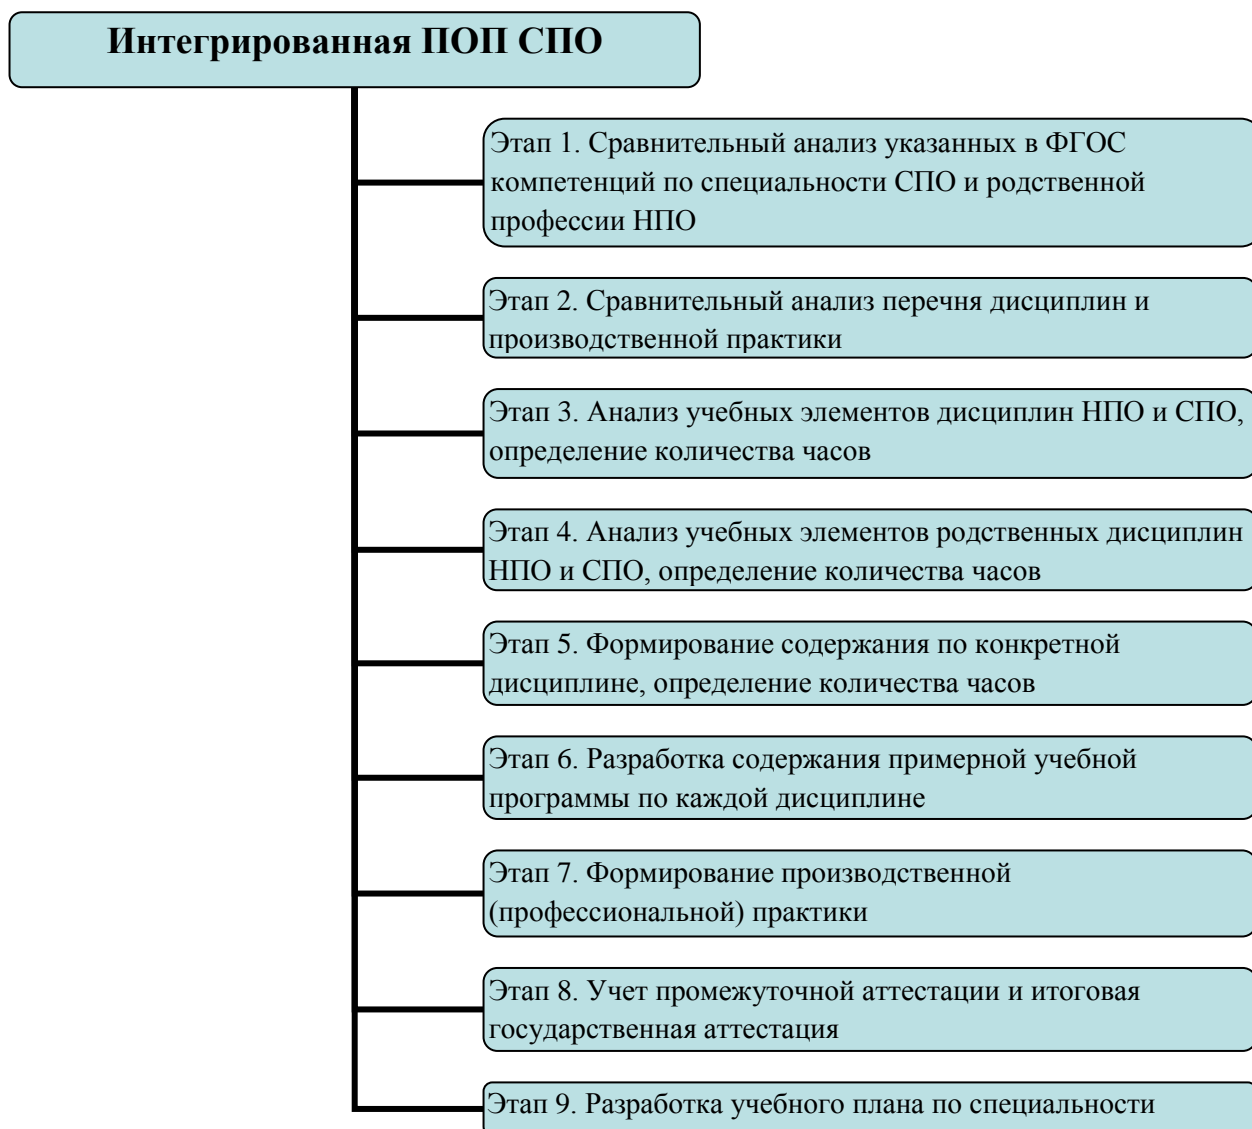 Интегрированная ПОП СПО
Этап 1. Сравнительный анализ указанных в ФГОС
компетенций по специальности СПО и родственной
профессии НПО
Этап 2. Сравнительный анализ перечня дисциплин и
производственной практики
Этап 3. Анализ учебных элементов дисциплин НПО и СПО,
определение количества часов
Этап 4. Анализ учебных элементов родственных дисциплин
НПО и СПО, определение количества часов
Этап 5. Формирование содержания по конкретной
дисциплине, определение количества часов
Этап 6. Разработка содержания примерной учебной
программы по каждой дисциплине
Этап 7. Формирование производственной
(профессиональной) практики
Этап 8. Учет промежуточной аттестации и итоговая
государственная аттестация
Этап 9. Разработка учебного плана по специальности